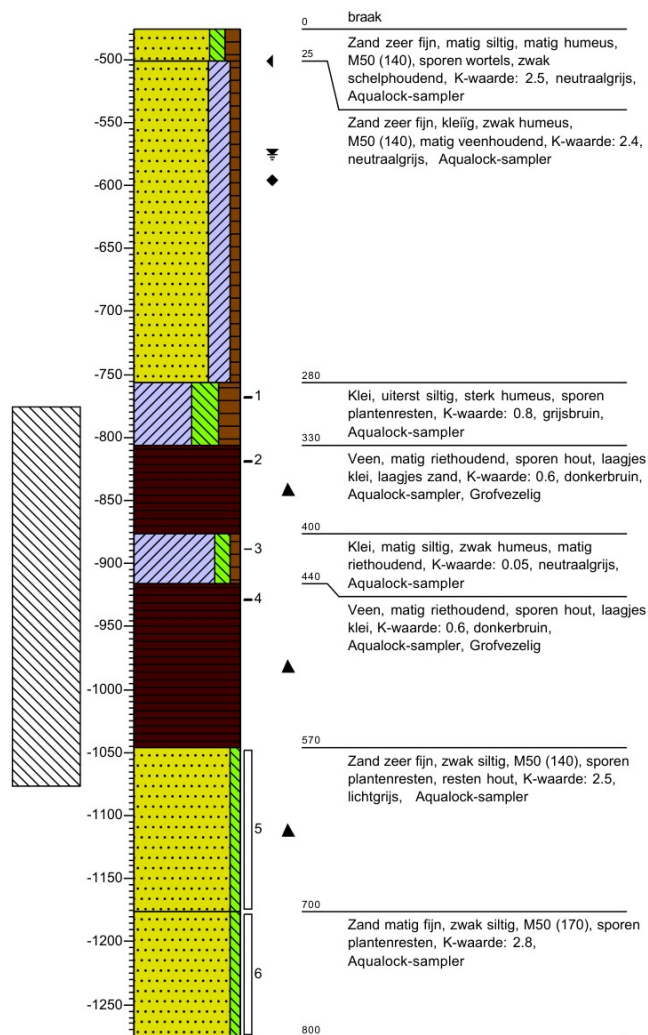 braak
0
Zand zeer fijn, matig siltig, matig humeus,
M50 (140), sporen wortels, zwak
schelphoudend, K-waarde: 2.5, neutraalgrijs,
Aqualock-sampler
25
Zand zeer fijn, kleiïg, zwak humeus,
M50 (140), matig veenhoudend, K-waarde: 2.4,
neutraalgrijs, Aqualock-sampler
280
Klei, uiterst siltig, sterk humeus, sporen
plantenresten, K-waarde: 0.8, grijsbruin,
Aqualock-sampler
330
Veen, matig riethoudend, sporen hout, laagjes
klei, laagjes zand, K-waarde: 0.6, donkerbruin,
Aqualock-sampler, Grofvezelig
400
Klei, matig siltig, zwak humeus, matig
riethoudend, K-waarde: 0.05, neutraalgrijs,
Aqualock-sampler
440
Veen, matig riethoudend, sporen hout, laagjes
klei, K-waarde: 0.6, donkerbruin,
Aqualock-sampler, Grofvezelig
570
Zand zeer fijn, zwak siltig, M50 (140), sporen
plantenresten, resten hout, K-waarde: 2.5,
lichtgrijs, Aqualock-sampler
700
Zand matig fijn, zwak siltig, M50 (170), sporen
plantenresten, K-waarde: 2.8,
Aqualock-sampler
800
-500
-550
-600
-650
-700
-750
-800
-850
-900
-950
-1000
-1050
-1100
-1150
-1200
-1250
1
2
3
4
5
6